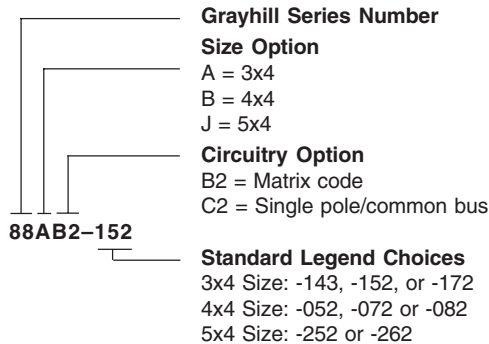 Grayhill Series Number
Size Option
A = 3x4
B = 4x4
J = 5x4
Circuitry Option
B2 = Matrix code
C2 = Single pole/common bus
88AB2–152
Standard Legend Choices
3x4 Size: -143, -152, or -172
4x4 Size: -052, -072 or -082
5x4 Size: -252 or -262